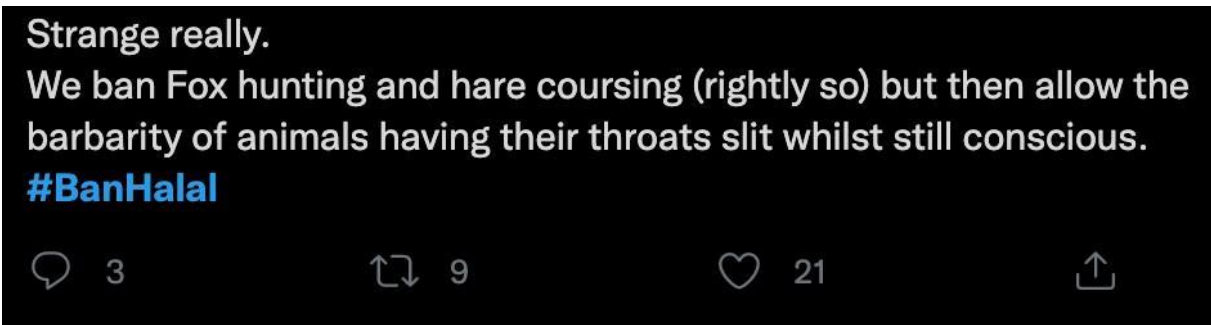 Strange really.
We ban Fox hunting and hare coursing (rightly so) but then allow the
barbarity of animals having their throats slit whilst still conscious.
#BanHalal
3 9 21